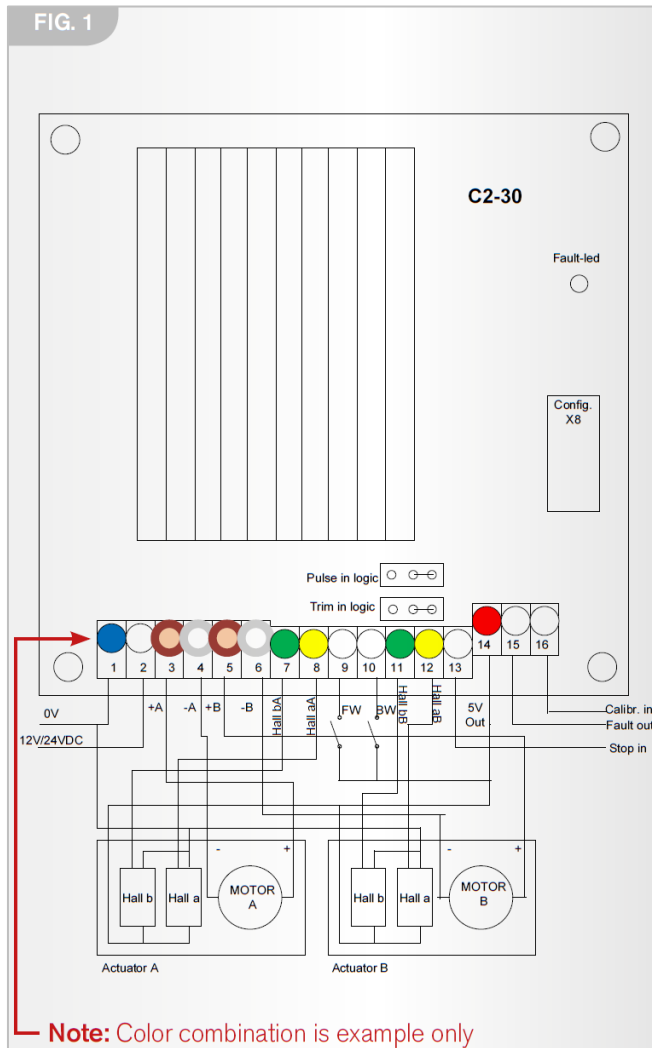 FIG. 1
C2-30
Fault-led
Config.
X8
Pulse in logic
Trim in logic
1 2 3 4 5 6 7 8 9 10 11 12 13 14 15 16
0V
12V/24VDC
+A -A +B -B
Hall bA
Hall aA
FW
BW
Hall bB
Hall aB
5V
Out
Calibr. in
Fault out
Stop in
- +
Hall b
Hall a
MOTOR
A
Actuator A
- +
Hall b
Hall a
MOTOR
B
Actuator B
Note: Color combination is example only